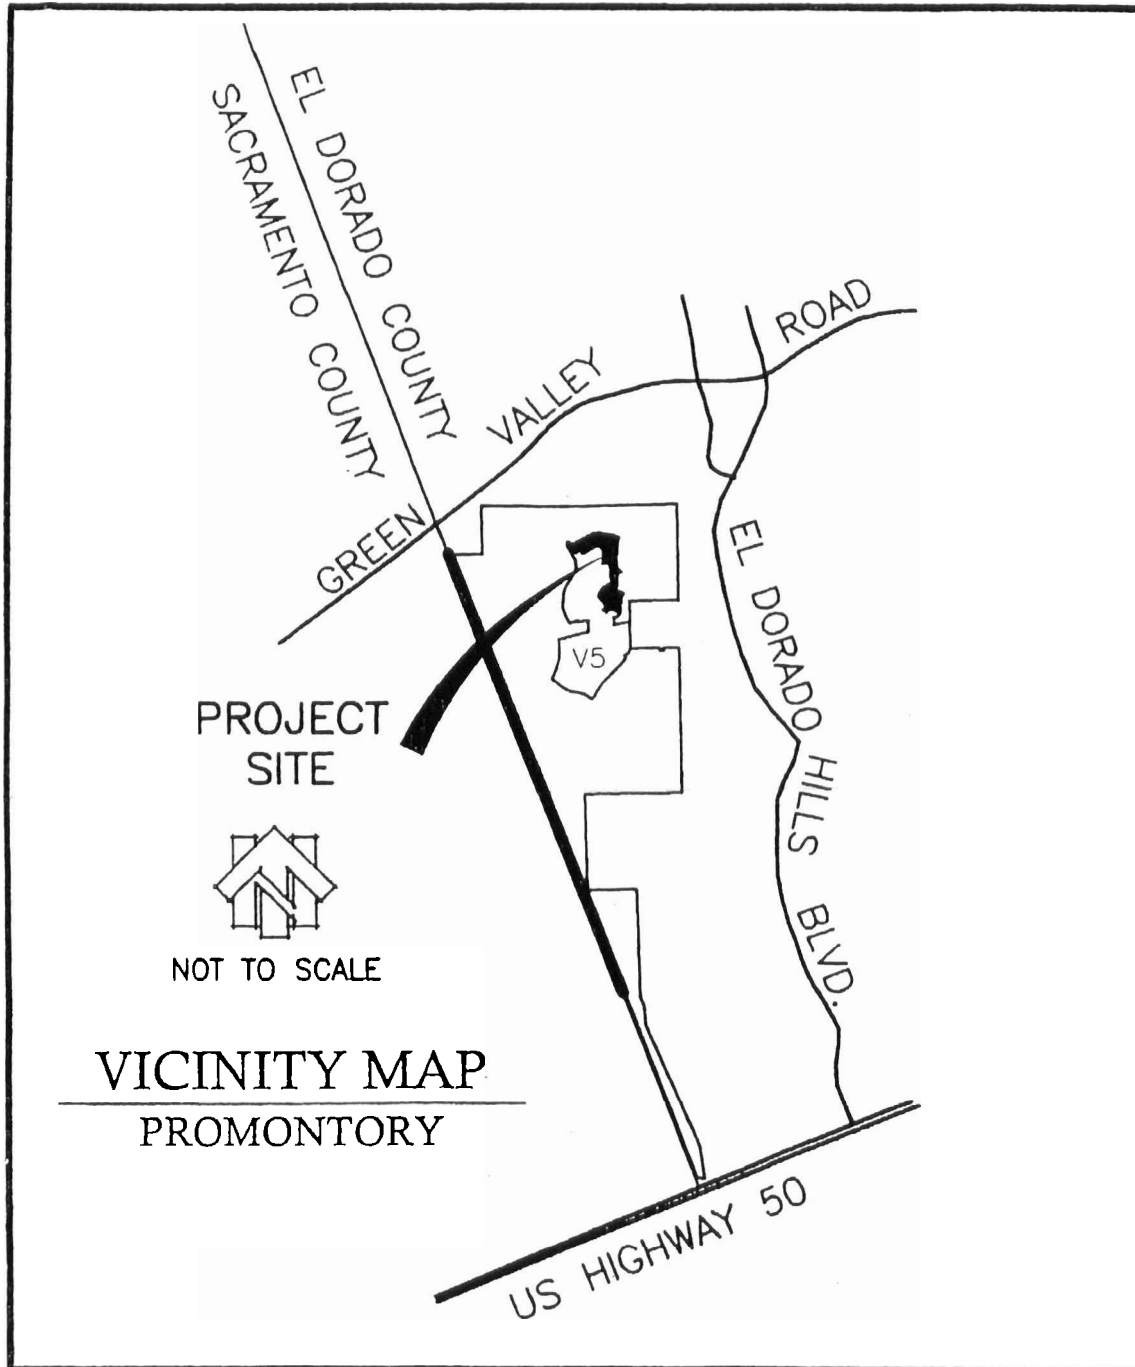 EL DORADO COUNTY
SACRAMENTO COUNTY
GREEN VALLEY ROAD
EL DORADO HILLS BLVD.
V5
PROJECT
SITE
N
NOT TO SCALE
VICINITY MAP
PROMONTORY
US HIGHWAY 50